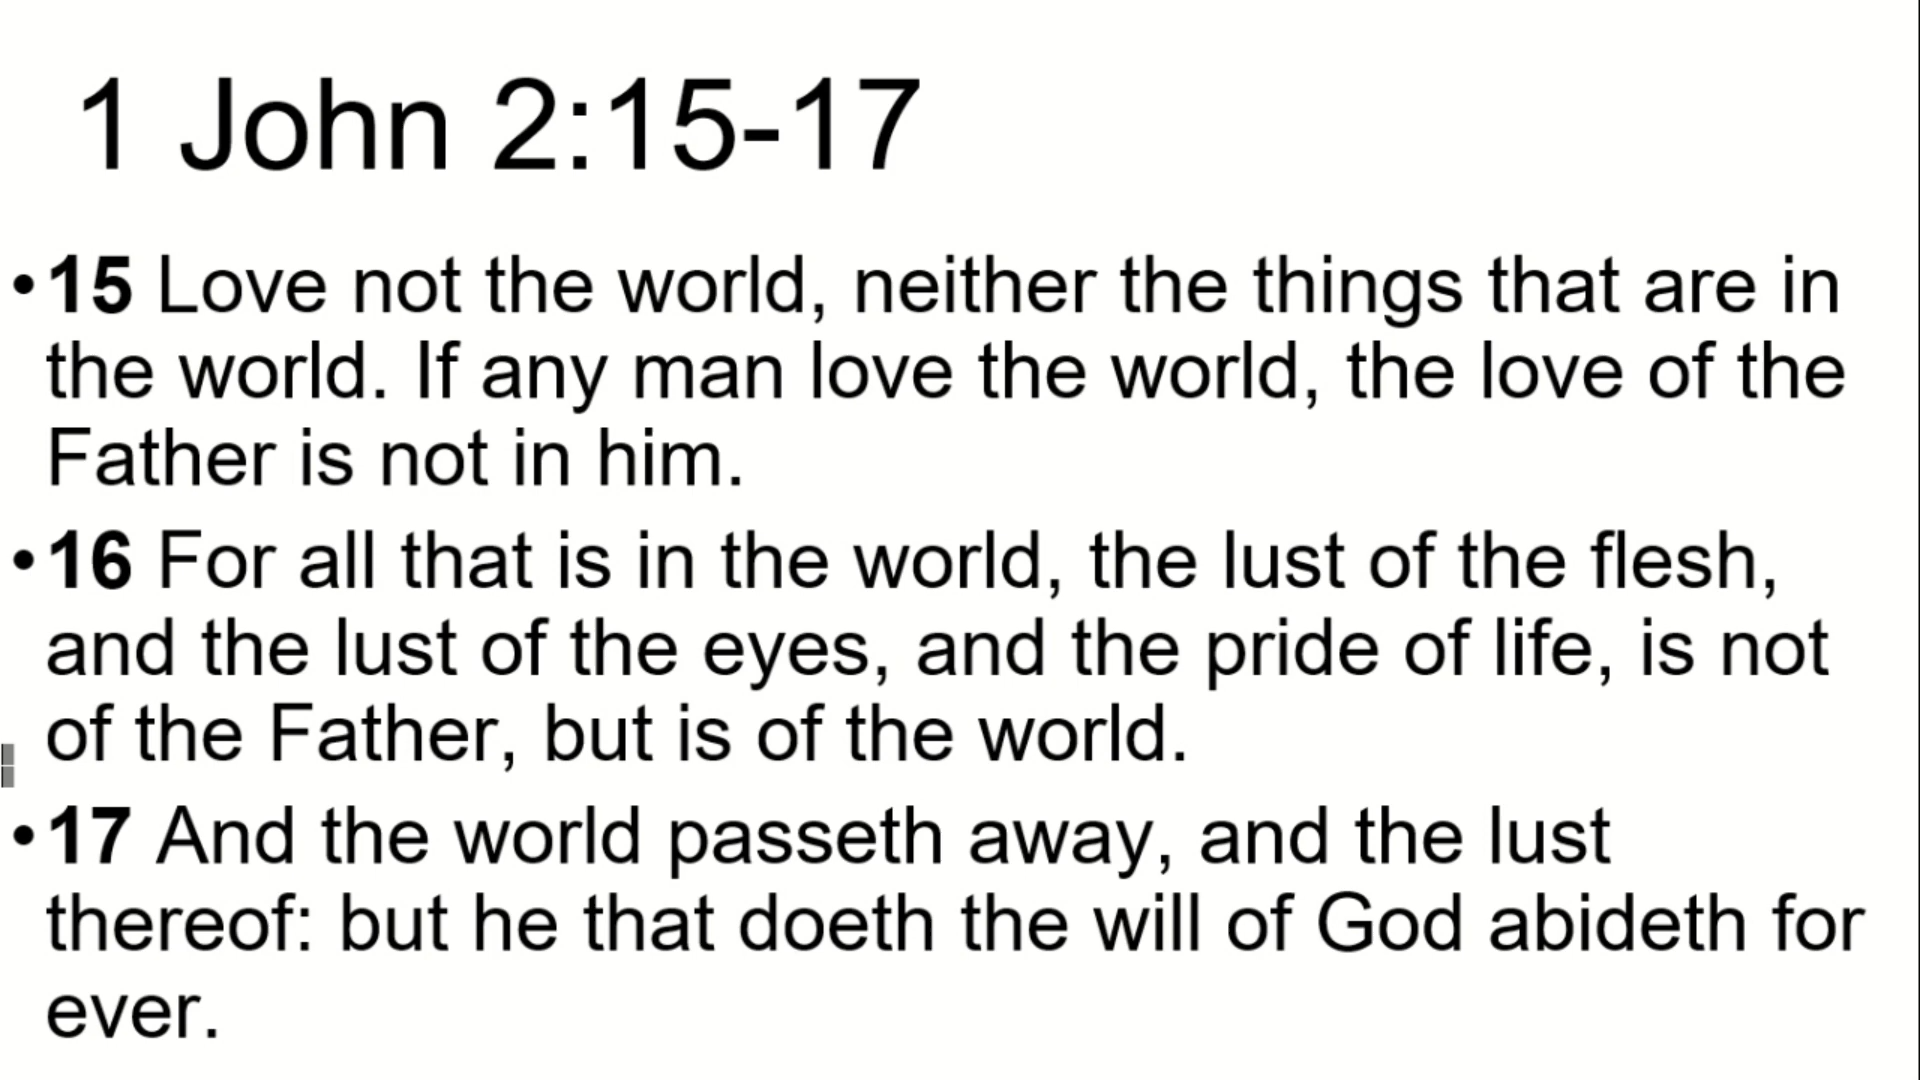 1 John 2:15-17
•15 Love not the world, neither the things that are in
the world. If any man love the world, the love of the
Father is not in him.
•16 For all that is in the world, the lust of the flesh,
and the lust of the eyes, and the pride of life, is not
of the Father, but is of the world.
•17 And the world passeth away, and the lust
thereof: but he that doeth the will of God abideth for
ever.